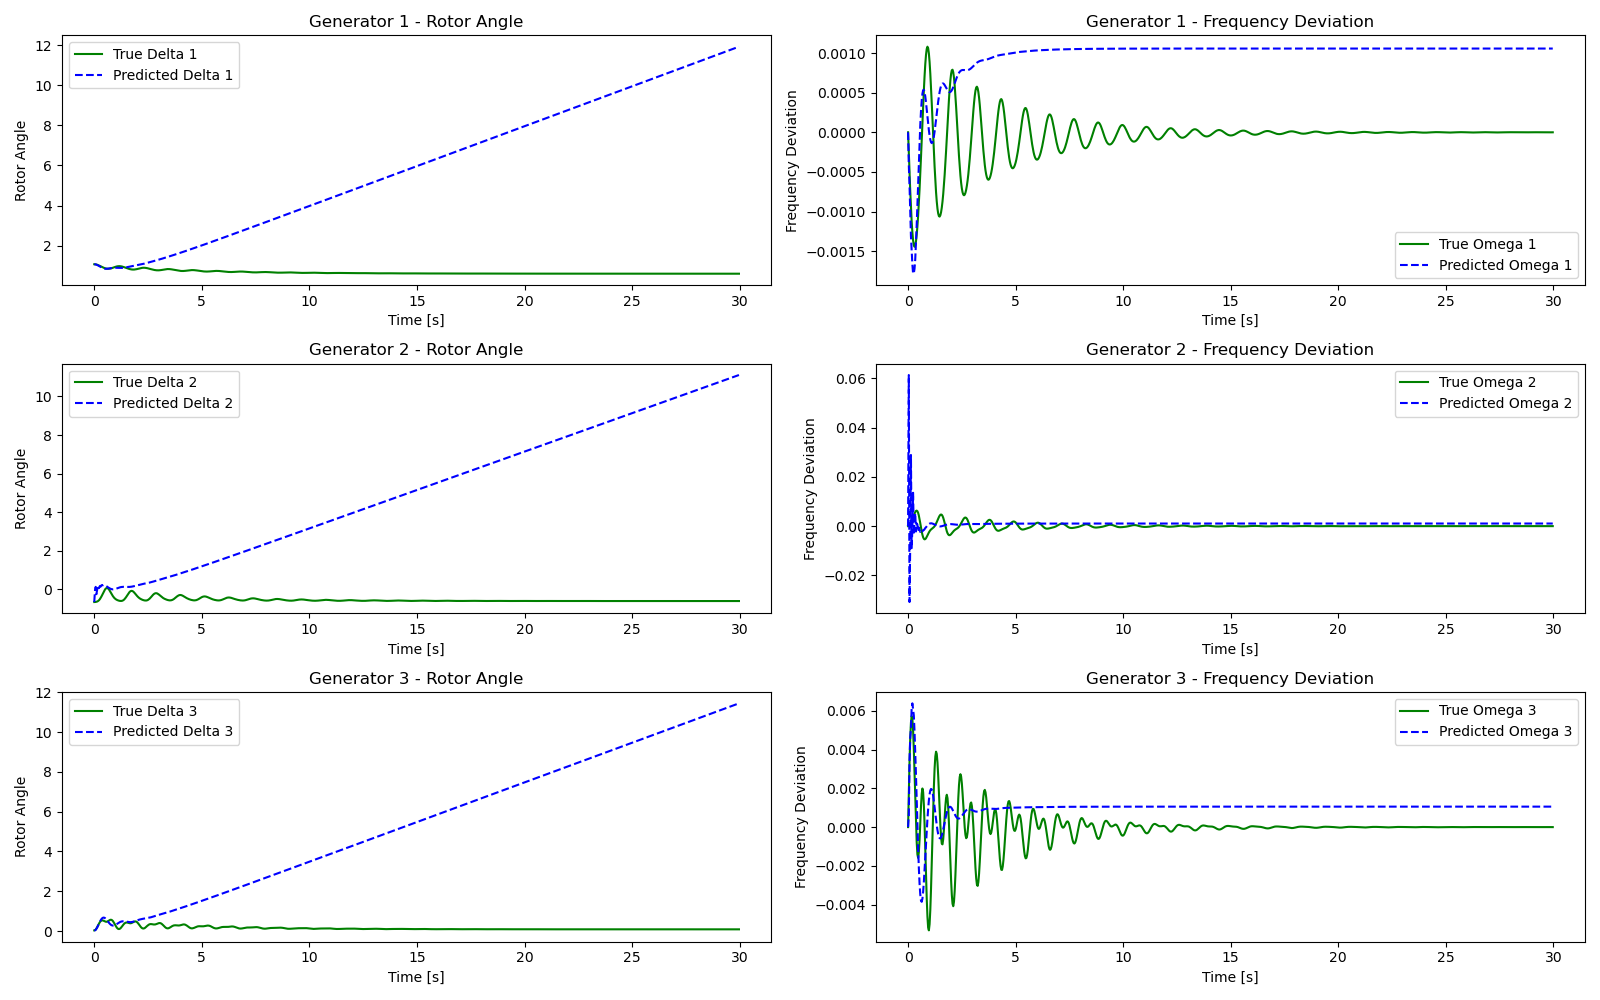 Generator 1 - Rotor Angle
True Delta 1
Predicted Delta 1
Rotor Angle
12
10
8
6
4
2
0
5
10
15
20
25
30
Time [s]
Generator 1 - Frequency Deviation
True Omega 1
Predicted Omega 1
Frequency Deviation
0.0010
0.0005
0.0000
−0.0005
−0.0010
−0.0015
0
5
10
15
20
25
30
Time [s]
Generator 2 - Rotor Angle
True Delta 2
Predicted Delta 2
Rotor Angle
10
8
6
4
2
0
0
5
10
15
20
25
30
Time [s]
Generator 2 - Frequency Deviation
True Omega 2
Predicted Omega 2
Frequency Deviation
0.06
0.04
0.02
0.00
−0.02
0
5
10
15
20
25
30
Time [s]
Generator 3 - Rotor Angle
True Delta 3
Predicted Delta 3
Rotor Angle
12
10
8
6
4
2
0
0
5
10
15
20
25
30
Time [s]
Generator 3 - Frequency Deviation
True Omega 3
Predicted Omega 3
Frequency Deviation
0.006
0.004
0.002
0.000
−0.002
−0.004
0
5
10
15
20
25
30
Time [s]